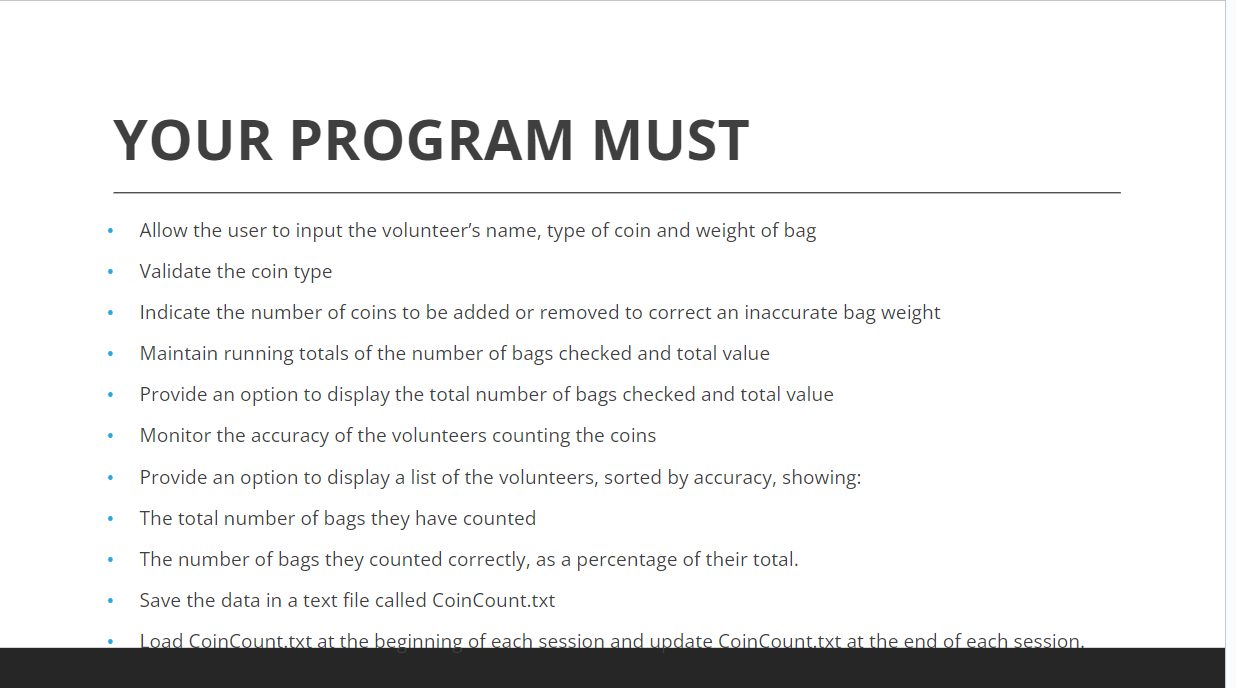 YOUR PROGRAM MUST
• Allow the user to input the volunteer’s name, type of coin and weight of bag
• Validate the coin type
• Indicate the number of coins to be added or removed to correct an inaccurate bag weight
• Maintain running totals of the number of bags checked and total value
• Provide an option to display the total number of bags checked and total value
• Monitor the accuracy of the volunteers counting the coins
• Provide an option to display a list of the volunteers, sorted by accuracy, showing:
• The total number of bags they have counted
• The number of bags they counted correctly, as a percentage of their total.
• Save the data in a text file called CoinCount.txt
• Load CoinCount.txt at the beginning of each session and update CoinCount.txt at the end of each session.